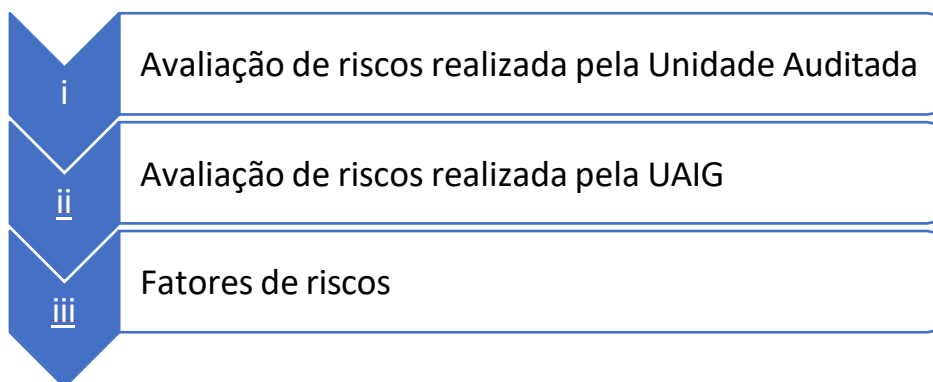 i
Avaliação de riscos realizada pela Unidade Auditada
ii
Avaliação de riscos realizada pela UAIG
iii
Fatores de riscos